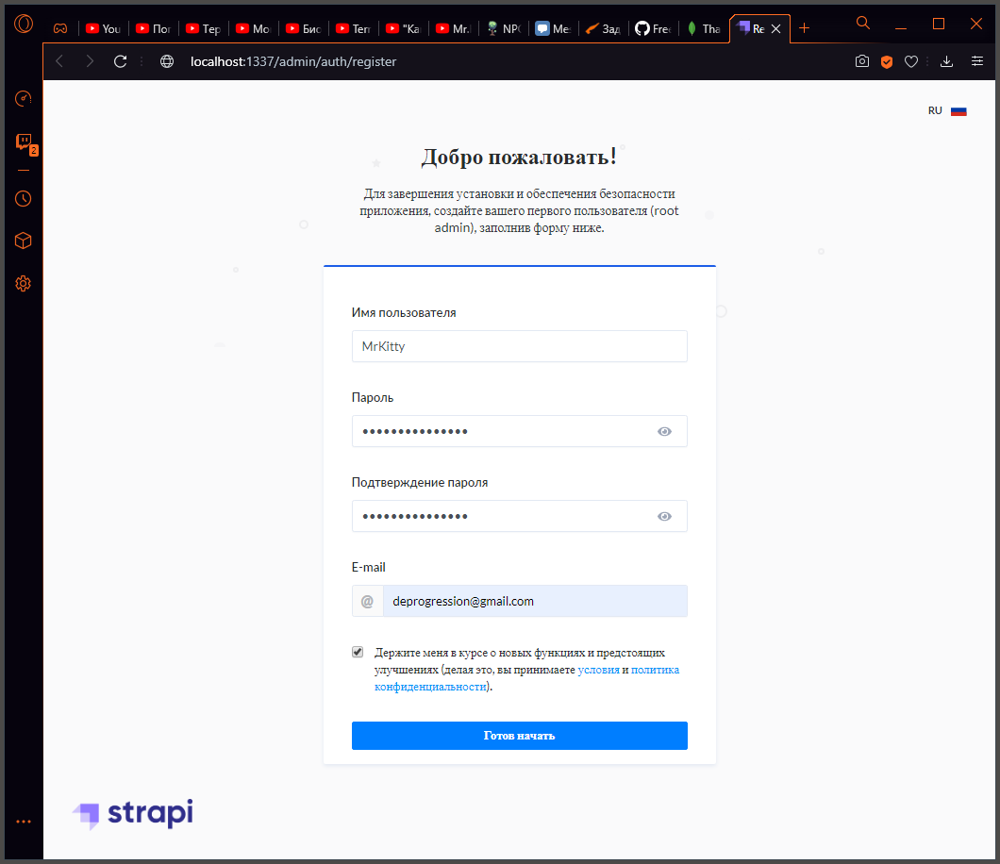 You
Пог
Тер
Мо
Бис
Terr
"Ка
Mr.
NPC
Me
Зад
Free
Tha
Re
localhost:1337/admin/auth/register
2
RU
Добро пожаловать!
Для завершения установки и обеспечения безопасности
приложения, создайте вашего первого пользователя (root
admin), заполнив форму ниже.
Имя пользователя
MrKitty
Пароль
•••••••••••••••
Подтверждение пароля
•••••••••••••••
E-mail
@ deprogression@gmail.com
Держите меня в курсе о новых функциях и предстоящих
улучшениях (делая это, вы принимаете условия и политика
конфиденциальности).
Готов начать
strapi